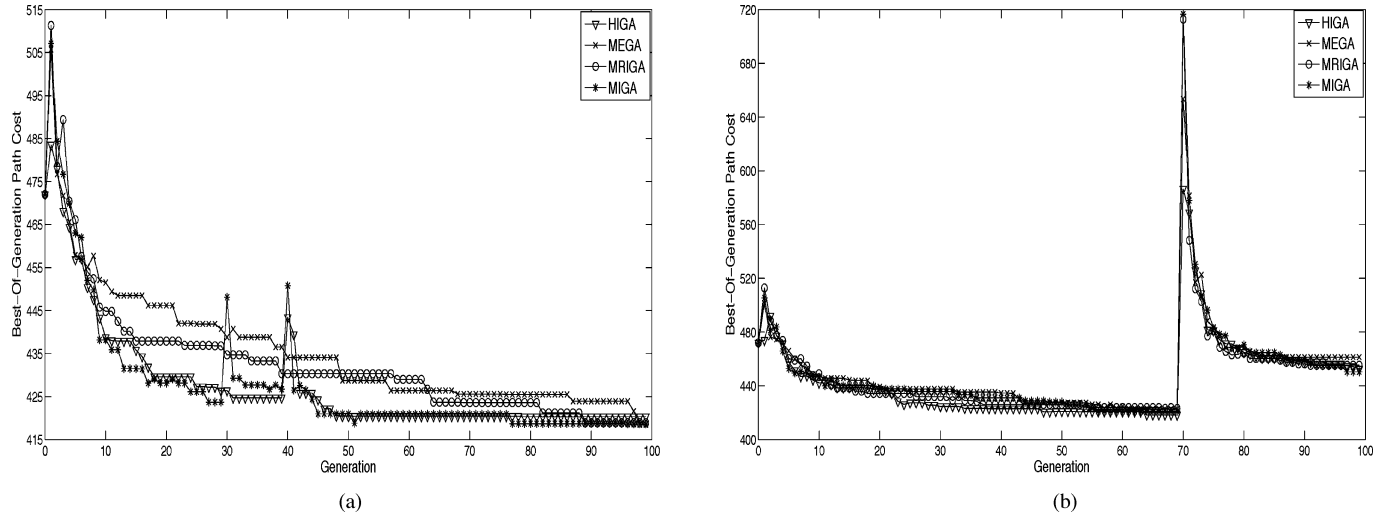 515
505
495
485
475
465
455
445
435
425
415
Best-Of-Generation Path Cost
0 10 20 30 40 50 60 70 80 90 100
Generation
HIGA
MEGA
MRIGA
MIGA
(a)
720
680
640
600
560
520
480
440
400
Best-Of-Generation Path Cost
0 10 20 30 40 50 60 70 80 90 100
Generation
HIGA
MEGA
MRIGA
MIGA
(b)